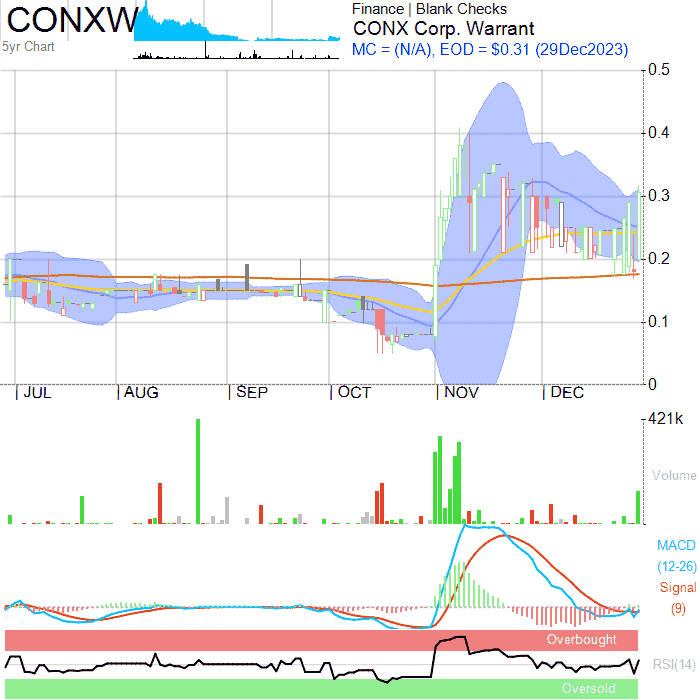 CONXW
5yr Chart
Finance | Blank Checks
CONX Corp. Warrant
MC = (N/A), EOD = $0.31 (29Dec2023)
0.5
0.4
0.3
0.2
0.1
0
JUL AUG SEP OCT NOV DEC
421k
Volume
MACD
(12-26)
Signal
(9)
Overbought
RSI(14)
Oversold